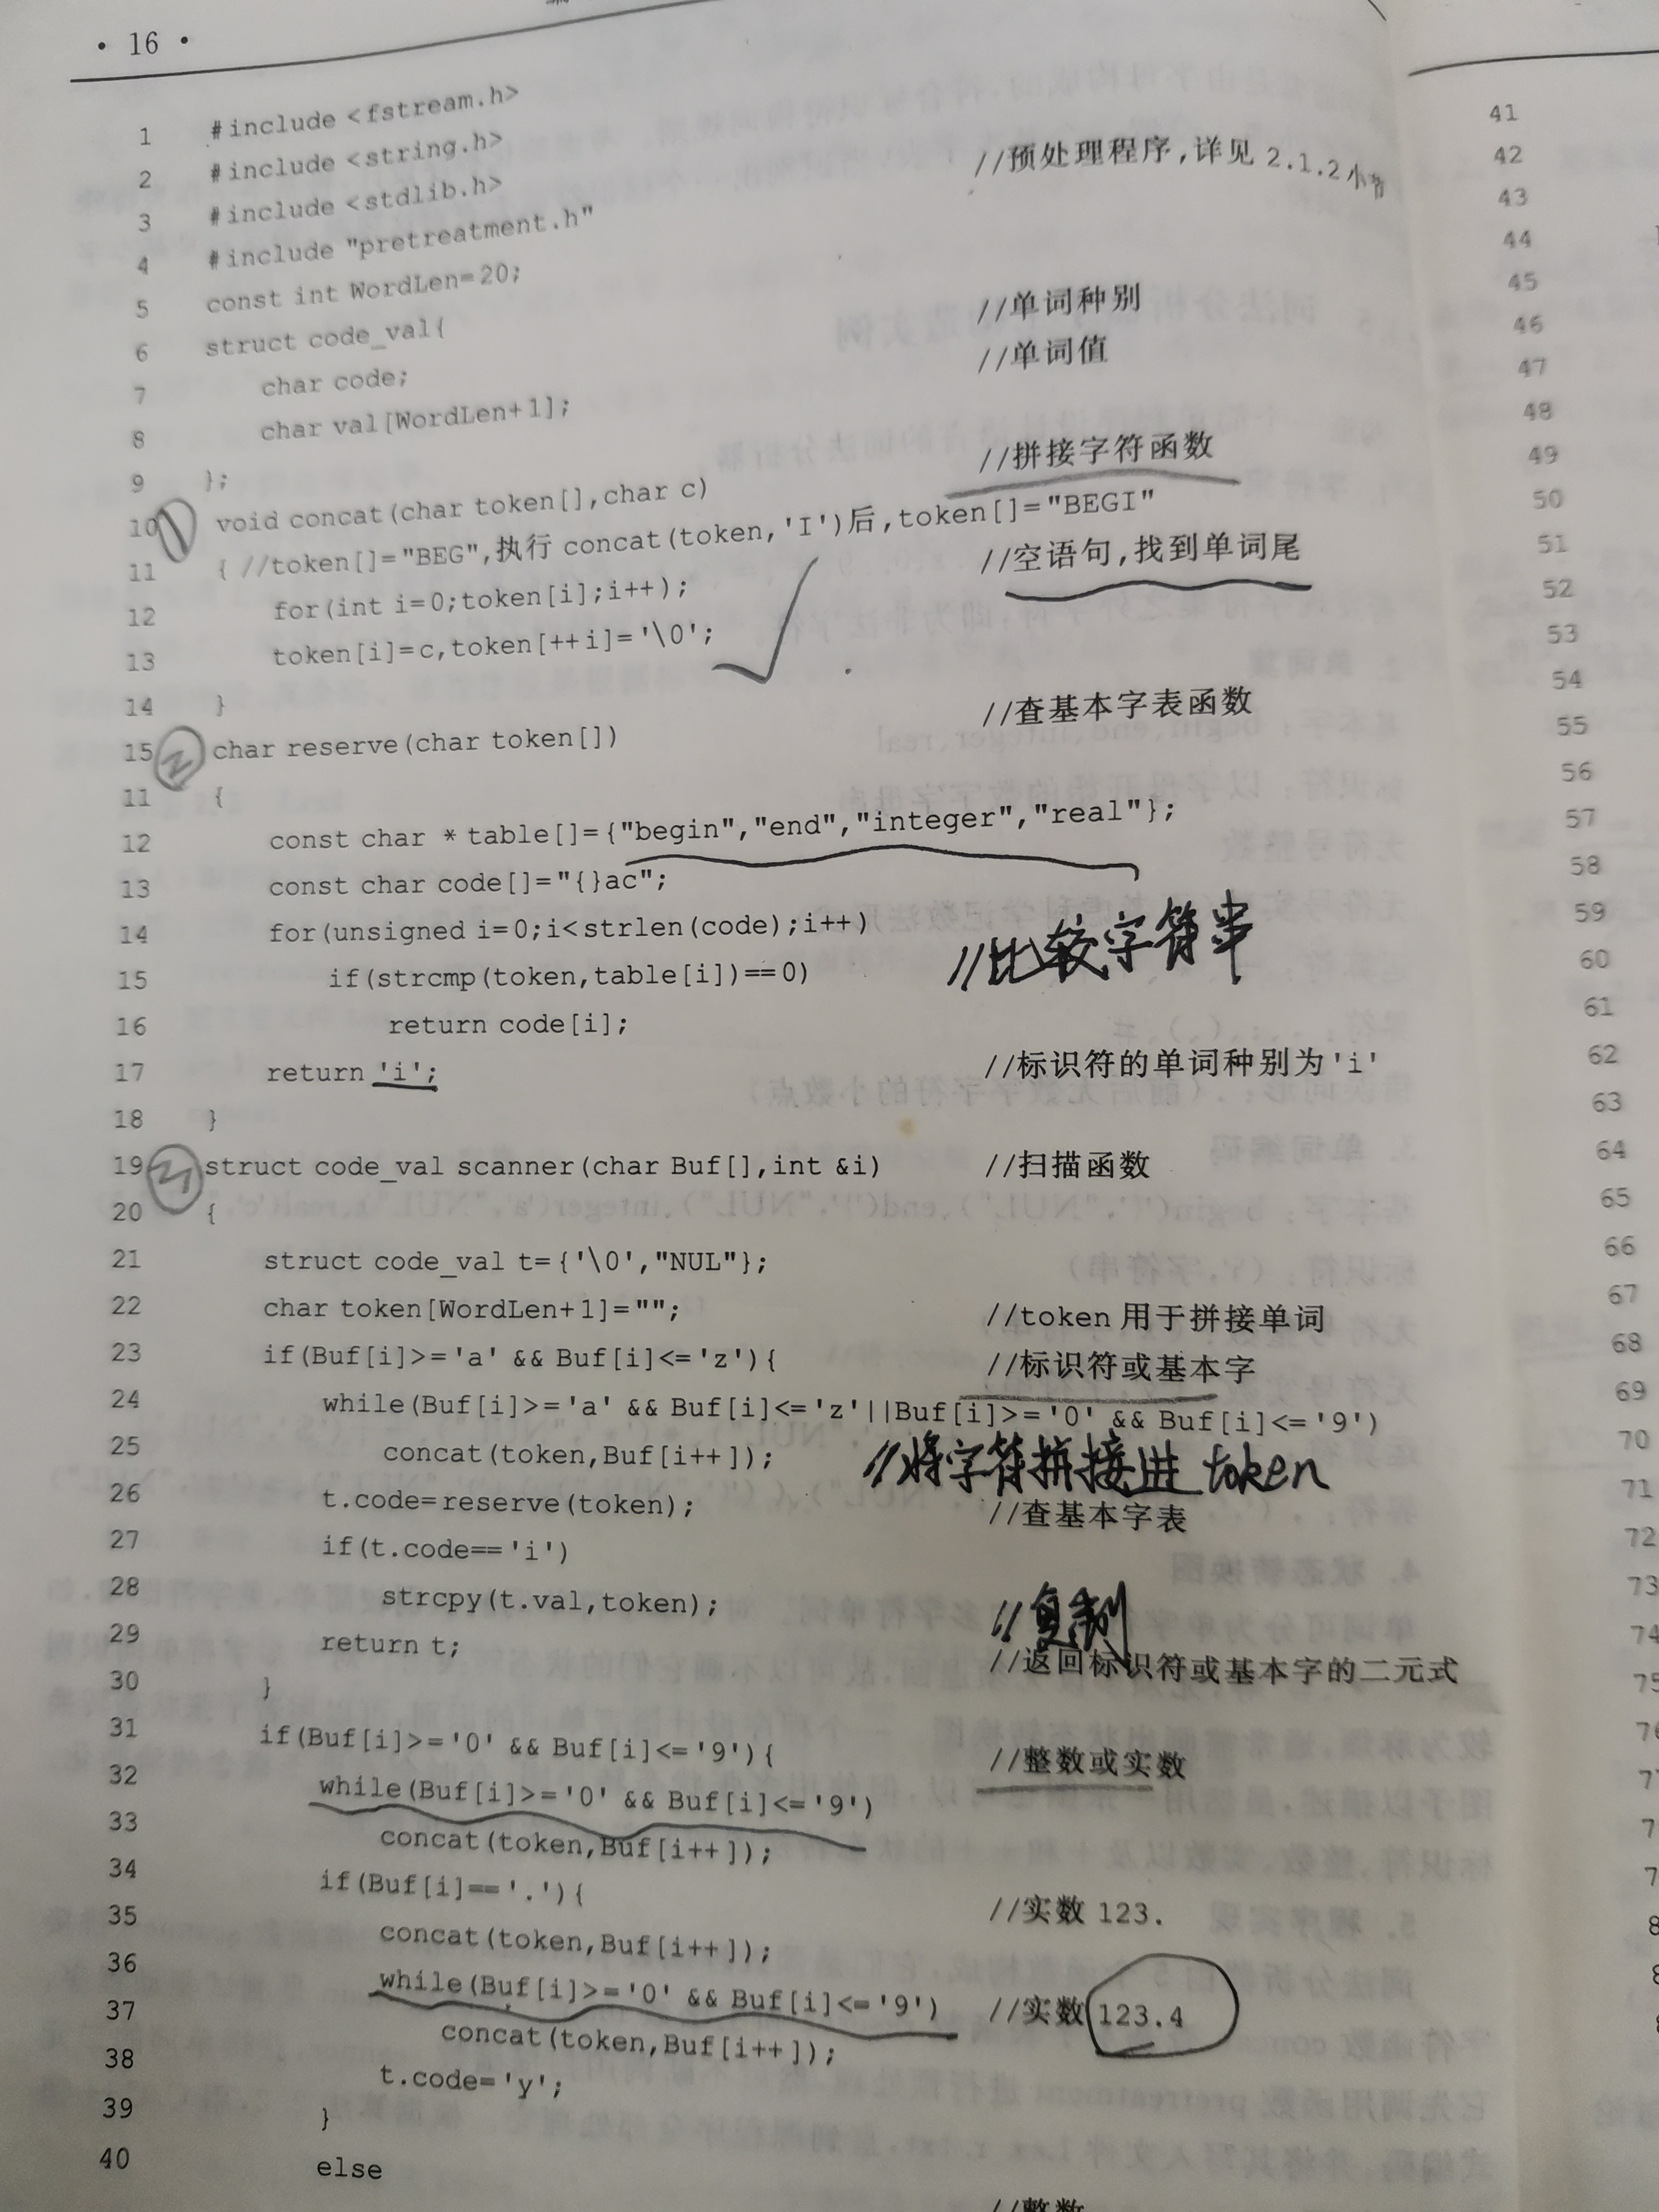 • 16 •
1 #include <fstream.h>
2 #include <string.h> //预处理程序,详见 2.1.2 小节
3 #include <stdlib.h>
4 #include "pretreatment.h"
5 const int WordLen=20;
6 struct code_val{ //单词种别
7 char code; //单词值
8 char val[WordLen+1];
9 }; //拼接字符函数
10 ① void concat(char token[],char c)
11 { //token[]="BEG",执行 concat(token,'I')后,token[]="BEGI"
12 for(int i=0;token[i];i++); //空语句,找到单词尾
13 token[i]=c,token[++i]='\0';
14 }
15 ② char reserve(char token[]) //查基本字表函数
11 {
12 const char * table[]={"begin","end","integer","real"};
13 const char code[]="{}ac";
14 for(unsigned i=0;i<strlen(code);i++)
15 if(strcmp(token,table[i])==0) //比较字符串
16 return code[i];
17 return 'i'; //标识符的单词种别为'i'
18 }
19 ③ struct code_val scanner(char Buf[],int &i) //扫描函数
20 {
21 struct code_val t={'\0',"NUL"};
22 char token[WordLen+1]=""; //token 用于拼接单词
23 if(Buf[i]>='a' && Buf[i]<='z'){ //标识符或基本字
24 while(Buf[i]>='a' && Buf[i]<='z'||Buf[i]>='0' && Buf[i]<='9')
25 concat(token,Buf[i++]); //将字符拼接进 token
26 t.code=reserve(token); //查基本字表
27 if(t.code=='i')
28 strcpy(t.val,token); //复制
29 return t; //返回标识符或基本字的二元式
30 }
31 if(Buf[i]>='0' && Buf[i]<='9'){ //整数或实数
32 while(Buf[i]>='0' && Buf[i]<='9')
33 concat(token,Buf[i++]);
34 if(Buf[i]=='.'){ //实数 123.
35 concat(token,Buf[i++]);
36 while(Buf[i]>='0' && Buf[i]<='9') //实数 123.4
37 concat(token,Buf[i++]);
38 t.code='y';
39 }
40 else //整数
41
42
43
44
45
46
47
48
49
50
51
52
53
54
55
56
57
58
59
60
61
62
63
64
65
66
67
68
69
70
71
72
73
74